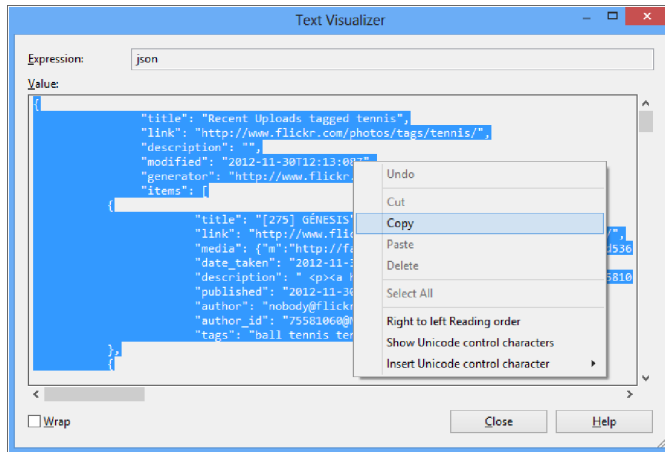 Text Visualizer
Expression: json
Value:
{
"title": "Recent Uploads tagged tennis",
"link": "http://www.flickr.com/photos/tags/tennis/",
"description": "",
"modified": "2012-11-30T12:13:08Z",
"generator": "http://www.flickr.
"items": [
{
"title": "[275] GÉNESIS"
"link": "http://www.flic /",
"media": {"m":"http://fa d536
"date_taken": "2012-11-3
"description": " <p><a h 5810
"published": "2012-11-30
"author": "nobody@flickr
"author_id": "75581060@N
"tags": "ball tennis ten
},
{
Undo
Cut
Copy
Paste
Delete
Select All
Right to left Reading order
Show Unicode control characters
Insert Unicode control character
Wrap
Close
Help